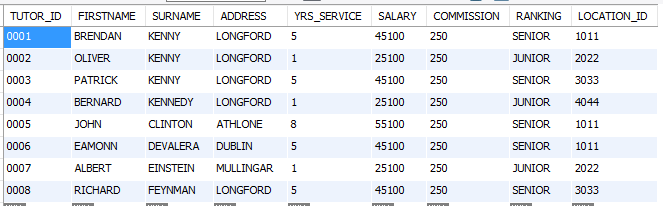 TUTOR_ID FIRSTNAME SURNAME ADDRESS YRS_SERVICE SALARY COMMISSION RANKING LOCATION_ID
0001 BRENDAN KENNY LONGFORD 5 45100 250 SENIOR 1011
0002 OLIVER KENNY LONGFORD 1 25100 250 JUNIOR 2022
0003 PATRICK KENNY LONGFORD 5 45100 250 SENIOR 3033
0004 BERNARD KENNEDY LONGFORD 1 25100 250 JUNIOR 4044
0005 JOHN CLINTON ATHLONE 8 55100 250 SENIOR 1011
0006 EAMONN DEVALERA DUBLIN 5 45100 250 SENIOR 1011
0007 ALBERT EINSTEIN MULLINGAR 1 25100 250 JUNIOR 2022
0008 RICHARD FEYNMAN LONGFORD 5 45100 250 SENIOR 3033